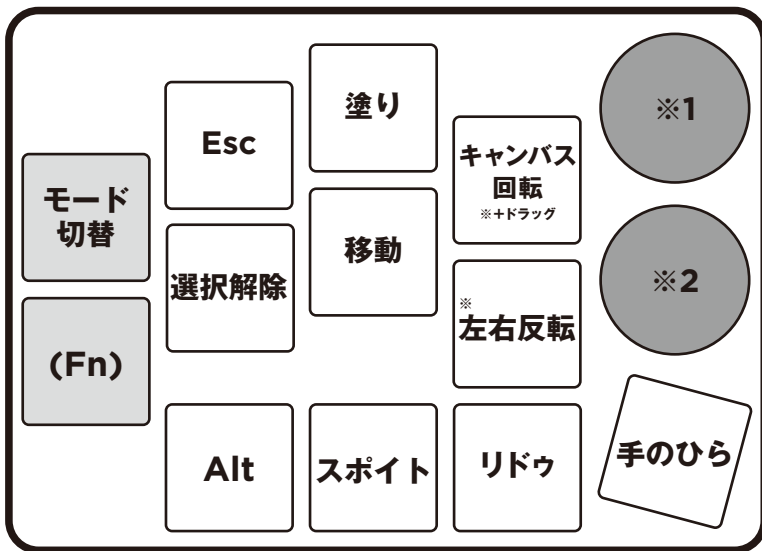 モード
切替
(Fn)
Esc
選択解除
Alt
塗り
移動
スポイト
キャンバス
回転
※+ドラッグ
※
左右反転
リドゥ
※1
※2
手のひら